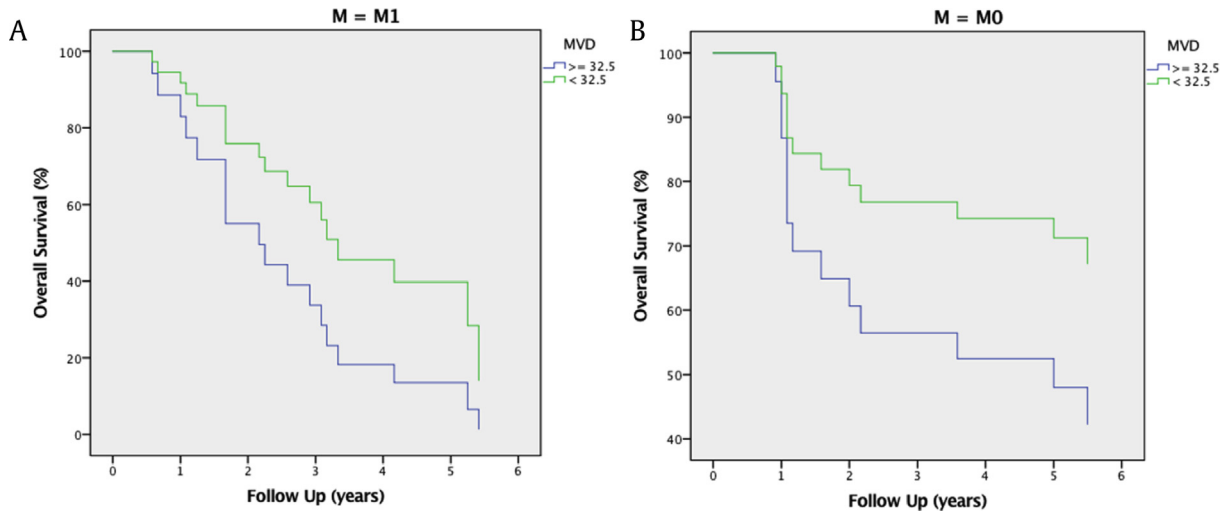 A
M = M1
MVD
>= 32.5
< 32.5
100
80
60
40
20
0
Overall Survival (%)
0 1 2 3 4 5 6
Follow Up (years)
B
M = M0
MVD
>= 32.5
< 32.5
100
90
80
70
60
50
40
Overall Survival (%)
0 1 2 3 4 5 6
Follow Up (years)